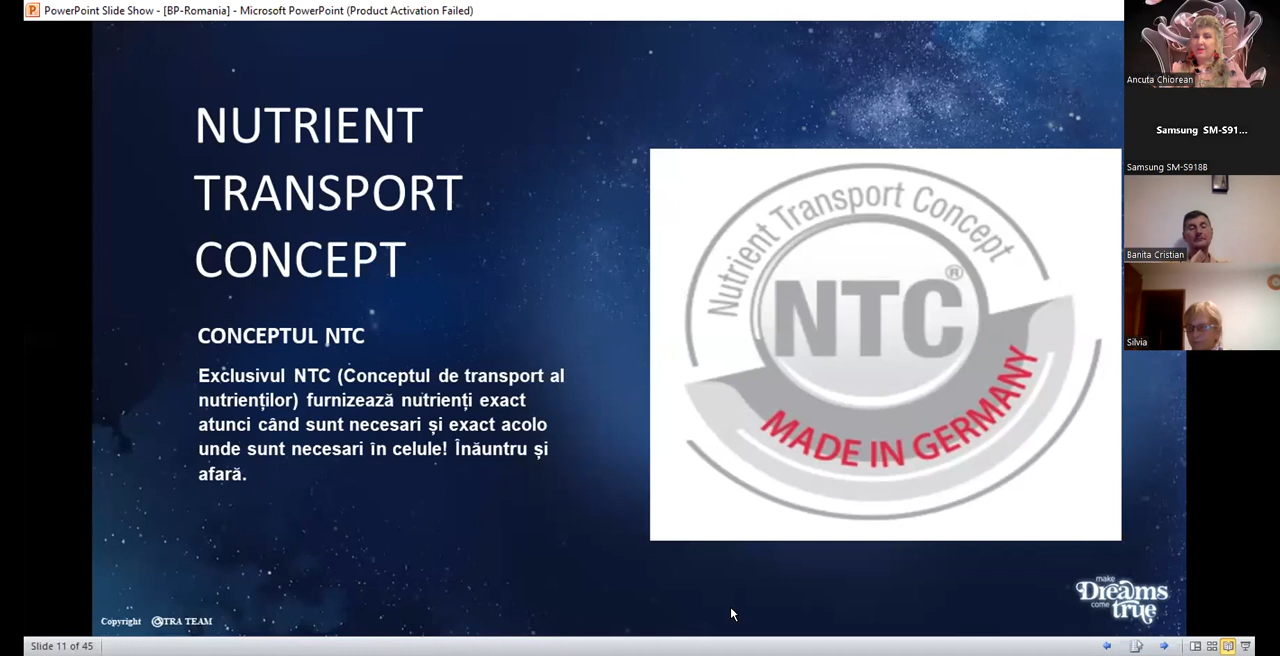 PowerPoint Slide Show - [BP-Romania] - Microsoft PowerPoint (Product Activation Failed)
NUTRIENT
TRANSPORT
CONCEPT
CONCEPTUL NTC
Exclusivul NTC (Conceptul de transport al
nutrienților) furnizează nutrienți exact
atunci când sunt necesari și exact acolo
unde sunt necesari în celule! Înăuntru și
afară.
Nutrient Transport Concept
NTC®
MADE IN GERMANY
make
Dreams
come
true
Copyright ©TRA TEAM
Slide 11 of 45
Ancuta Chiorean
Samsung SM-S91...
Samsung SM-S918B
Banita Cristian
Silvia